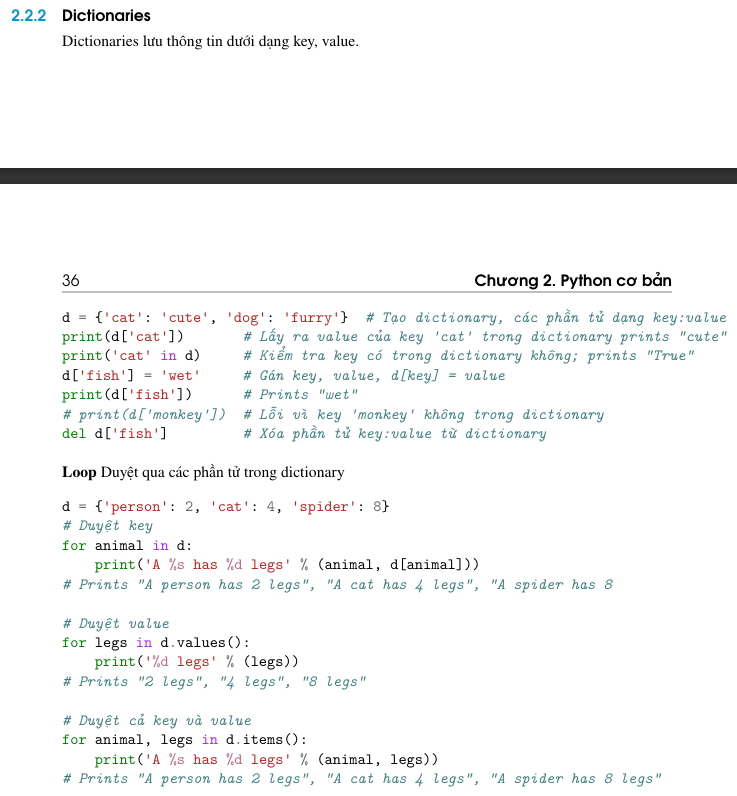 2.2.2 Dictionaries
Dictionaries lưu thông tin dưới dạng key, value.
36 Chương 2. Python cơ bản
d = {'cat': 'cute', 'dog': 'furry'}  # Tạo dictionary, các phần tử dạng key:value
print(d['cat'])       # Lấy ra value của key 'cat' trong dictionary prints "cute"
print('cat' in d)     # Kiểm tra key có trong dictionary không; prints "True"
d['fish'] = 'wet'     # Gán key, value, d[key] = value
print(d['fish'])      # Prints "wet"
# print(d['monkey'])  # Lỗi vì key 'monkey' không trong dictionary
del d['fish']         # Xóa phần tử key:value từ dictionary
Loop Duyệt qua các phần tử trong dictionary
d = {'person': 2, 'cat': 4, 'spider': 8}
# Duyệt key
for animal in d:
    print('A %s has %d legs' % (animal, d[animal]))
# Prints "A person has 2 legs", "A cat has 4 legs", "A spider has 8
# Duyệt value
for legs in d.values():
    print('%d legs' % (legs))
# Prints "2 legs", "4 legs", "8 legs"
# Duyệt cả key và value
for animal, legs in d.items():
    print('A %s has %d legs' % (animal, legs))
# Prints "A person has 2 legs", "A cat has 4 legs", "A spider has 8 legs"